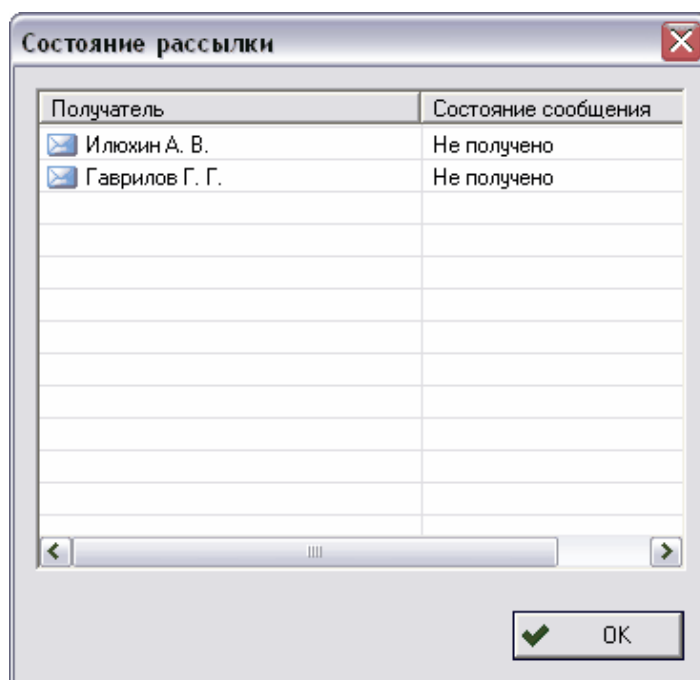 Состояние рассылки
Получатель Состояние сообщения
Илюхин А. В. Не получено
Гаврилов Г. Г. Не получено
OK